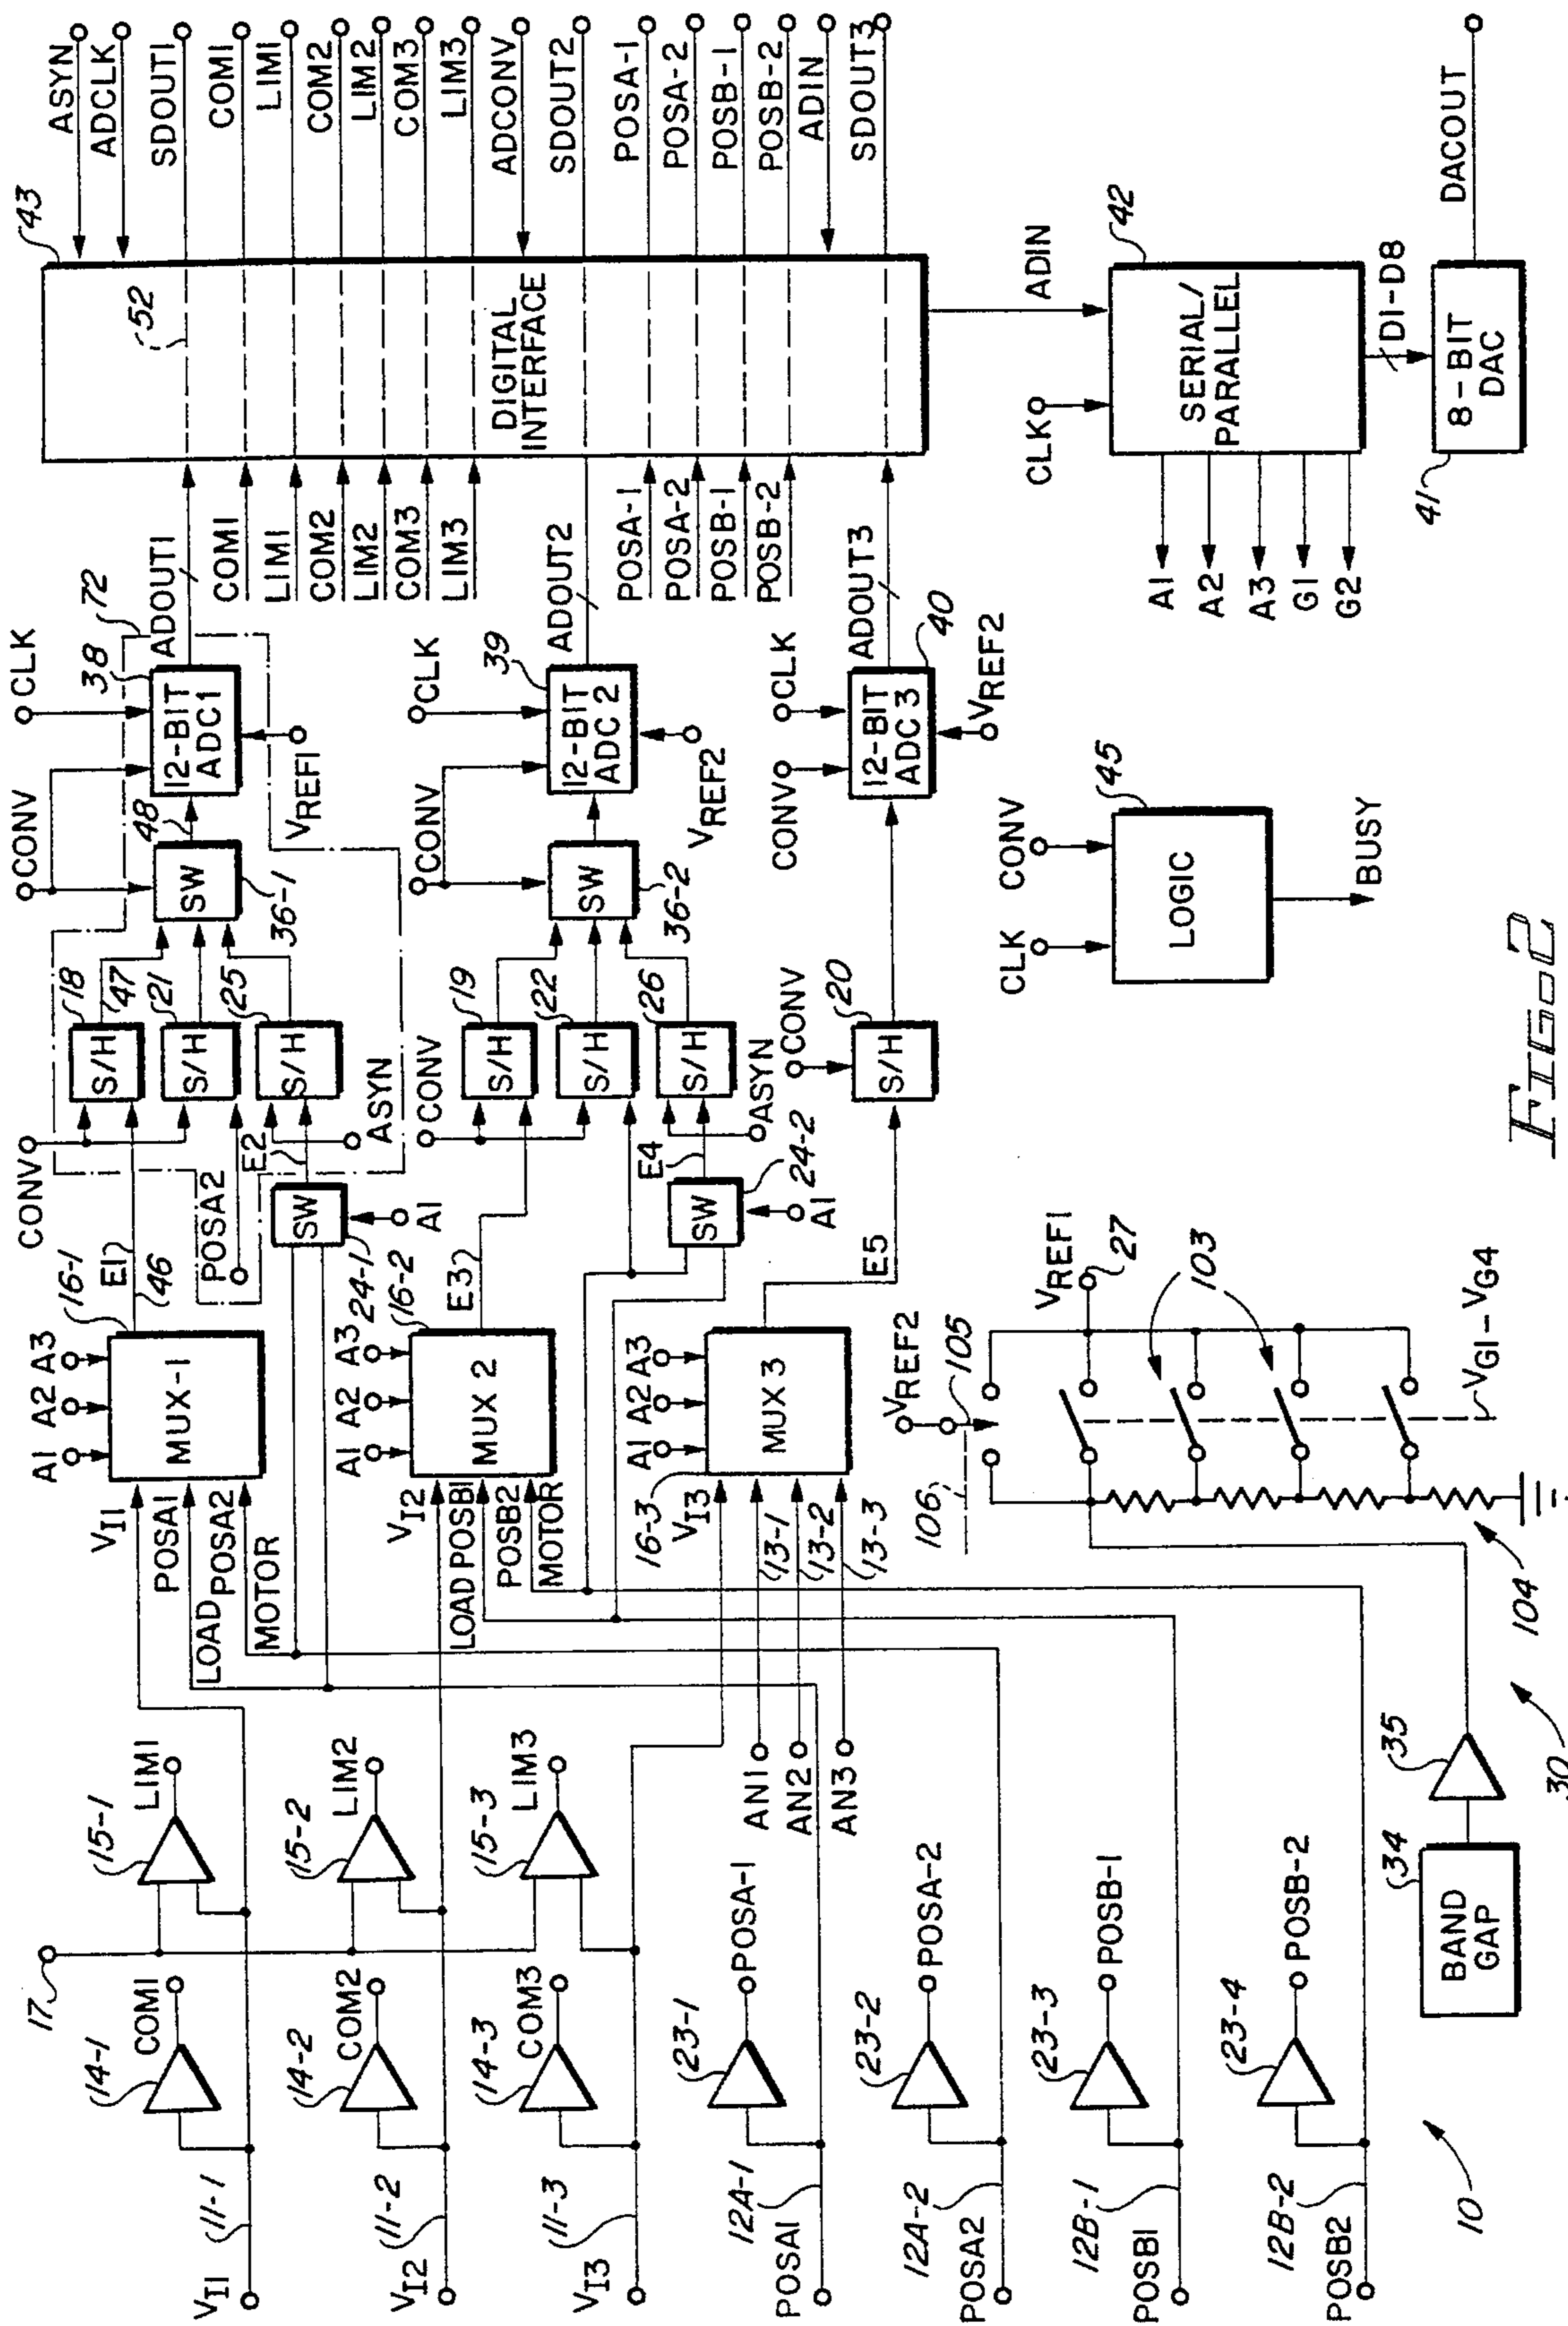 17
14-1
COM1
15-1
LIM1
11-1
VI1
14-2
COM2
15-2
LIM2
11-2
VI2
14-3
COM3
15-3
LIM3
11-3
VI3
23-1
POSA-1
12A-1
POSA1
23-2
POSA-2
12A-2
POSA2
23-3
POSB-1
12B-1
POSB1
23-4
POSB-2
12B-2
POSB2
AN1
AN2
AN3
10
34
BAND
GAP
35
30
VI1
POSA1
LOAD
POSA2
MOTOR
A1 A2 A3
MUX-1
16-1
E1
46
POSA2
24-1
SW
A1
E2
ASYN
VI2
LOAD POSB1
POSB2
MOTOR
A1 A2 A3
MUX 2
16-2
E3
24-2
SW
A1
E4
ASYN
16-3
VI3
13-1
13-2
13-3
A1 A2 A3
MUX 3
E5
CONV
S/H
18
47
S/H
21
S/H
25
CONV
SW
36-1
48
12-BIT
ADC1
38
CLK
VREF1
72
ADOUT1
CONV
S/H
19
S/H
22
S/H
26
CONV
SW
36-2
12-BIT
ADC 2
39
CLK
VREF2
ADOUT2
CONV
S/H
20
CONV
CLK
12-BIT
ADC 3
40
VREF2
ADOUT3
VREF2
105
106
VREF1
27
103
VG1-VG4
104
COM1
LIM1
COM2
LIM2
COM3
LIM3
POSA-1
POSA-2
POSB-1
POSB-2
43
52
DIGITAL
INTERFACE
ASYN
ADCLK
SDOUT1
COM1
LIM1
COM2
LIM2
COM3
LIM3
ADCONV
SDOUT2
POSA-1
POSA-2
POSB-1
POSB-2
ADIN
SDOUT3
CLK
CONV
LOGIC
45
BUSY
CLK
ADIN
SERIAL/
PARALLEL
42
A1
A2
A3
G1
G2
D1-D8
8-BIT
DAC
41
DACOUT
FIG-2